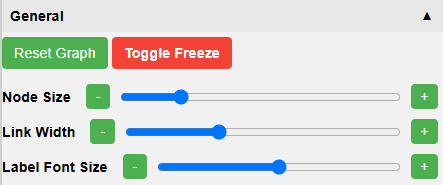 General ▲
Reset Graph Toggle Freeze
Node Size - +
Link Width - +
Label Font Size - +